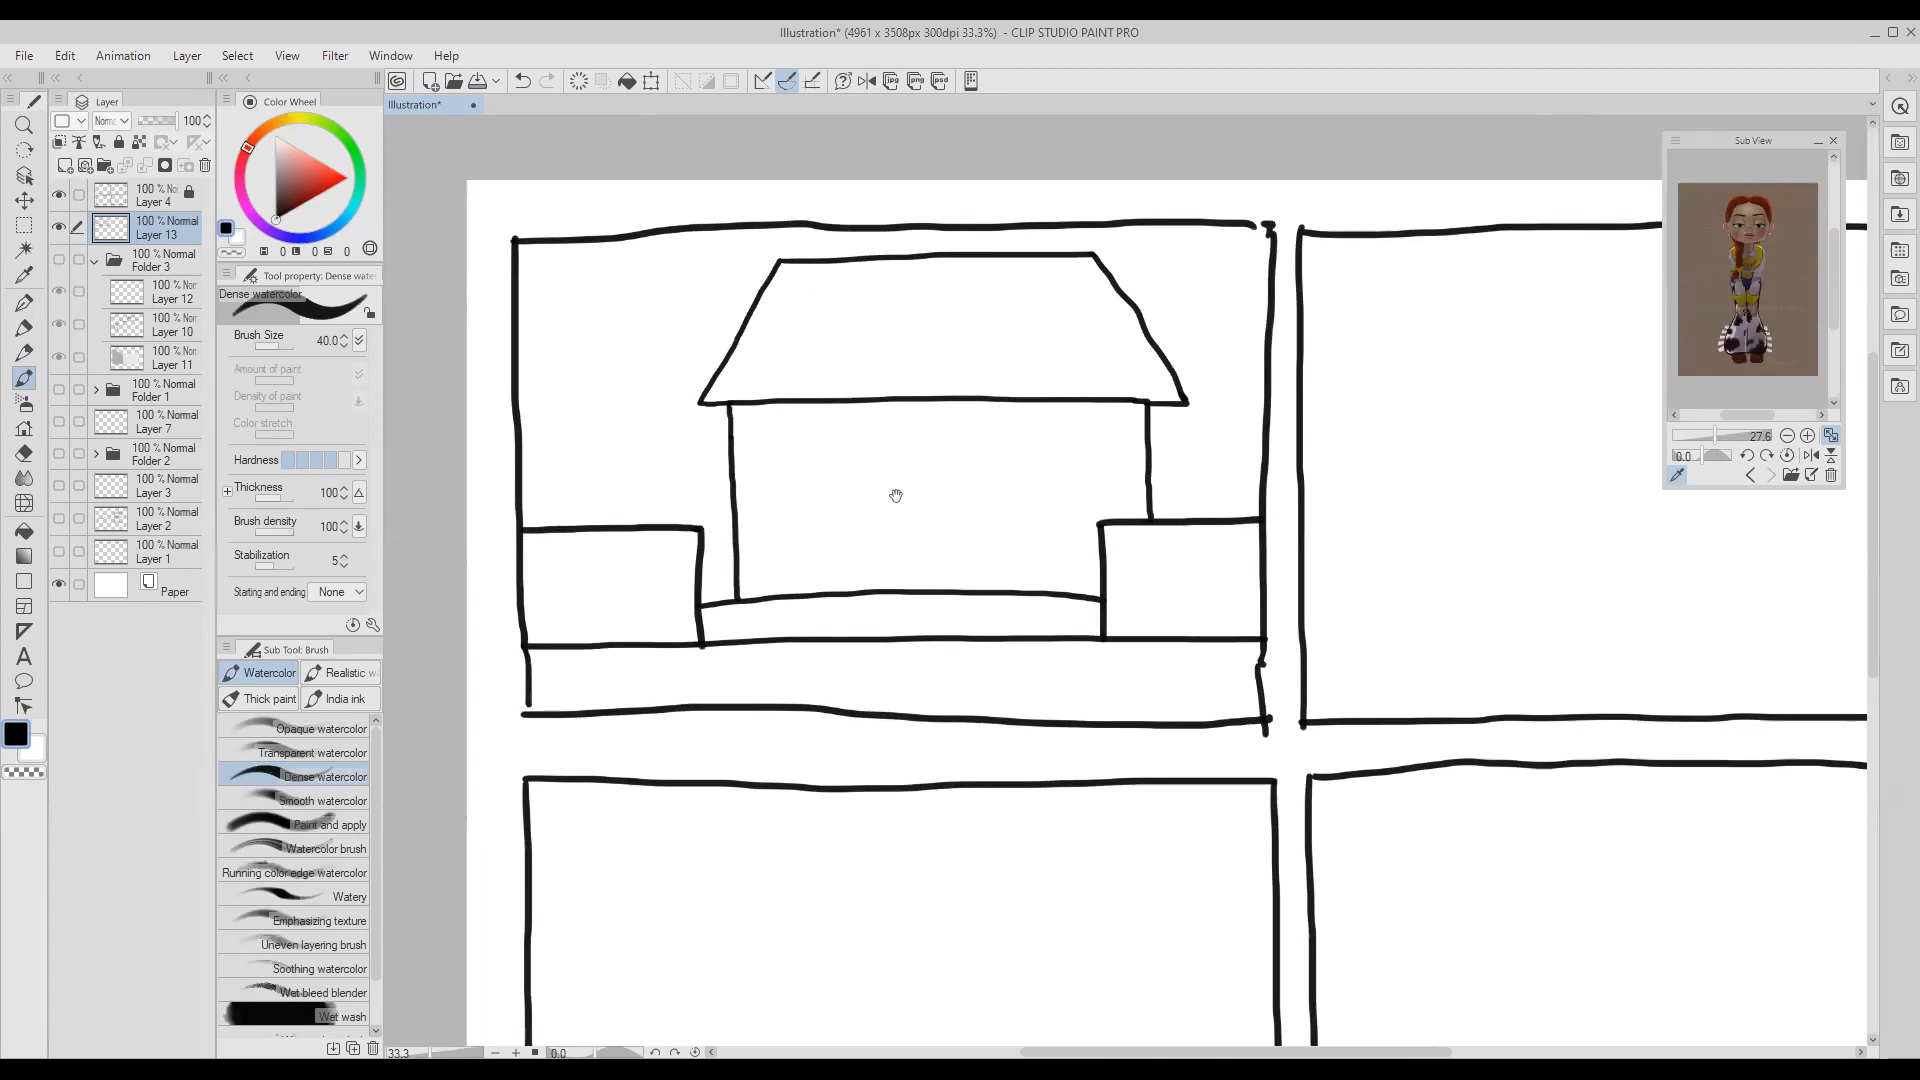 Illustration* (4961 x 3508px 300dpi 33.3%) - CLIP STUDIO PAINT PRO
File Edit Animation Layer Select View Filter Window Help
Layer
Color Wheel
Illustration*
100
Sub View
100 %
Layer 4
100 % Normal
Layer 13
100 % Normal
Folder 3
100 %
Layer 12
100 %
Layer 10
100 %
Layer 11
100 % Normal
Folder 1
100 % Normal
Layer 7
100 % Normal
Folder 2
100 % Normal
Layer 3
100 % Normal
Layer 2
100 % Normal
Layer 1
Paper
H 0 L 0 S 0
Tool property: Dense water
Dense watercolor
Brush Size 40.0
Amount of paint
Density of paint
Color stretch
Hardness
Thickness 100
Brush density 100
Stabilization 5
Starting and ending None
Sub Tool: Brush
Watercolor Realistic w
Thick paint India ink
Opaque watercolor
Transparent watercolor
Dense watercolor
Smooth watercolor
Paint and apply
Watercolor brush
Running color edge watercolor
Watery
Emphasizing texture
Uneven layering brush
Soothing watercolor
Wet bleed blender
Wet wash
27.6
0.0
33.3
0.0